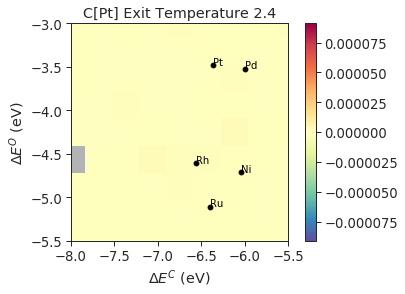 C[Pt] Exit Temperature 2.4
−3.0
−3.5
−4.0
−4.5
−5.0
−5.5
ΔE^O (eV)
Pt
Pd
Rh
Ni
Ru
−8.0 −7.5 −7.0 −6.5 −6.0 −5.5
ΔE^C (eV)
0.000075
0.000050
0.000025
0.000000
−0.000025
−0.000050
−0.000075